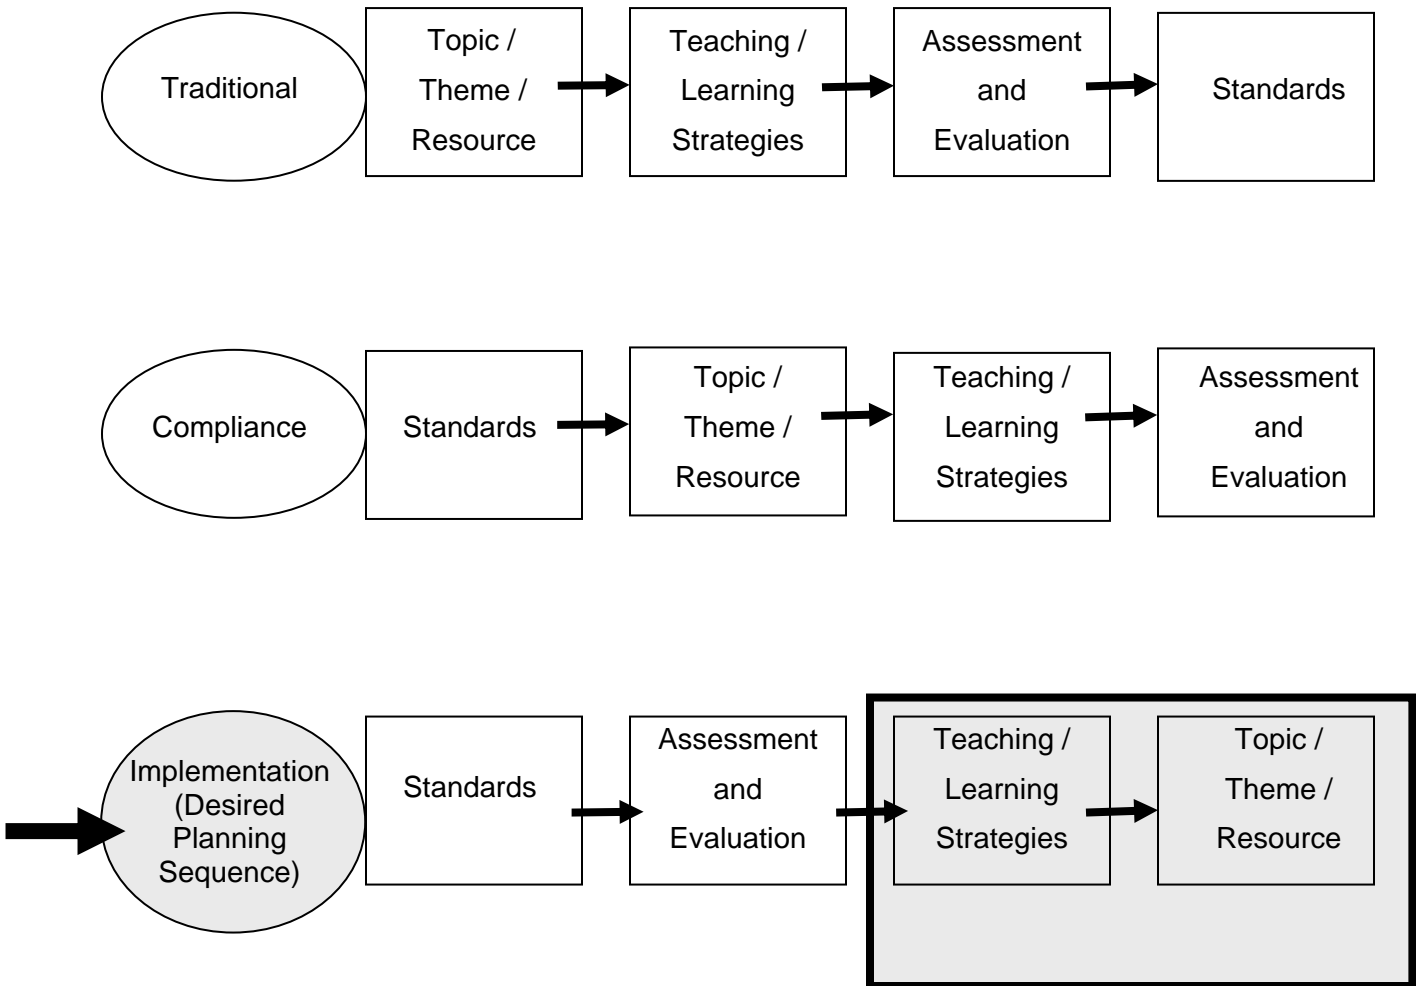 Traditional
Topic /
Theme /
Resource
Teaching /
Learning
Strategies
Assessment
and
Evaluation
Standards
Compliance
Standards
Topic /
Theme /
Resource
Teaching /
Learning
Strategies
Assessment
and
Evaluation
Implementation
(Desired
Planning
Sequence)
Standards
Assessment
and
Evaluation
Teaching /
Learning
Strategies
Topic /
Theme /
Resource